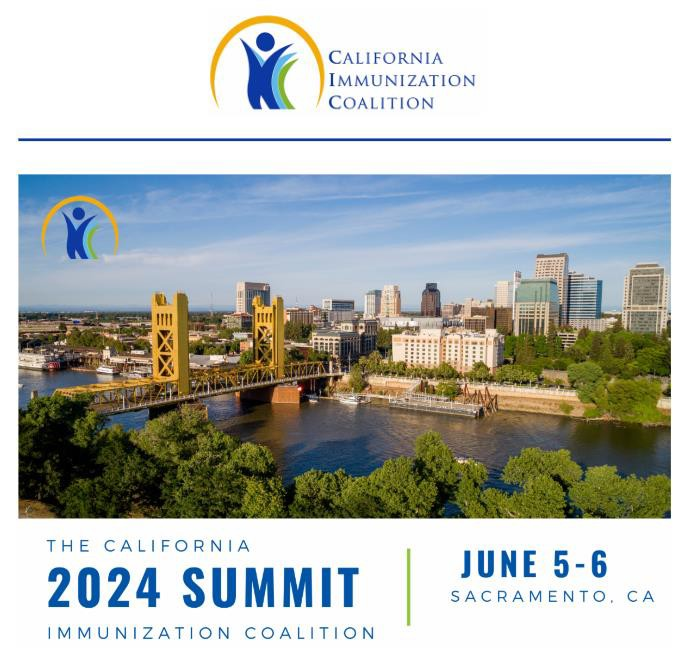 CALIFORNIA
IMMUNIZATION
COALITION
THE CALIFORNIA
2024 SUMMIT
IMMUNIZATION COALITION
JUNE 5-6
SACRAMENTO, CA